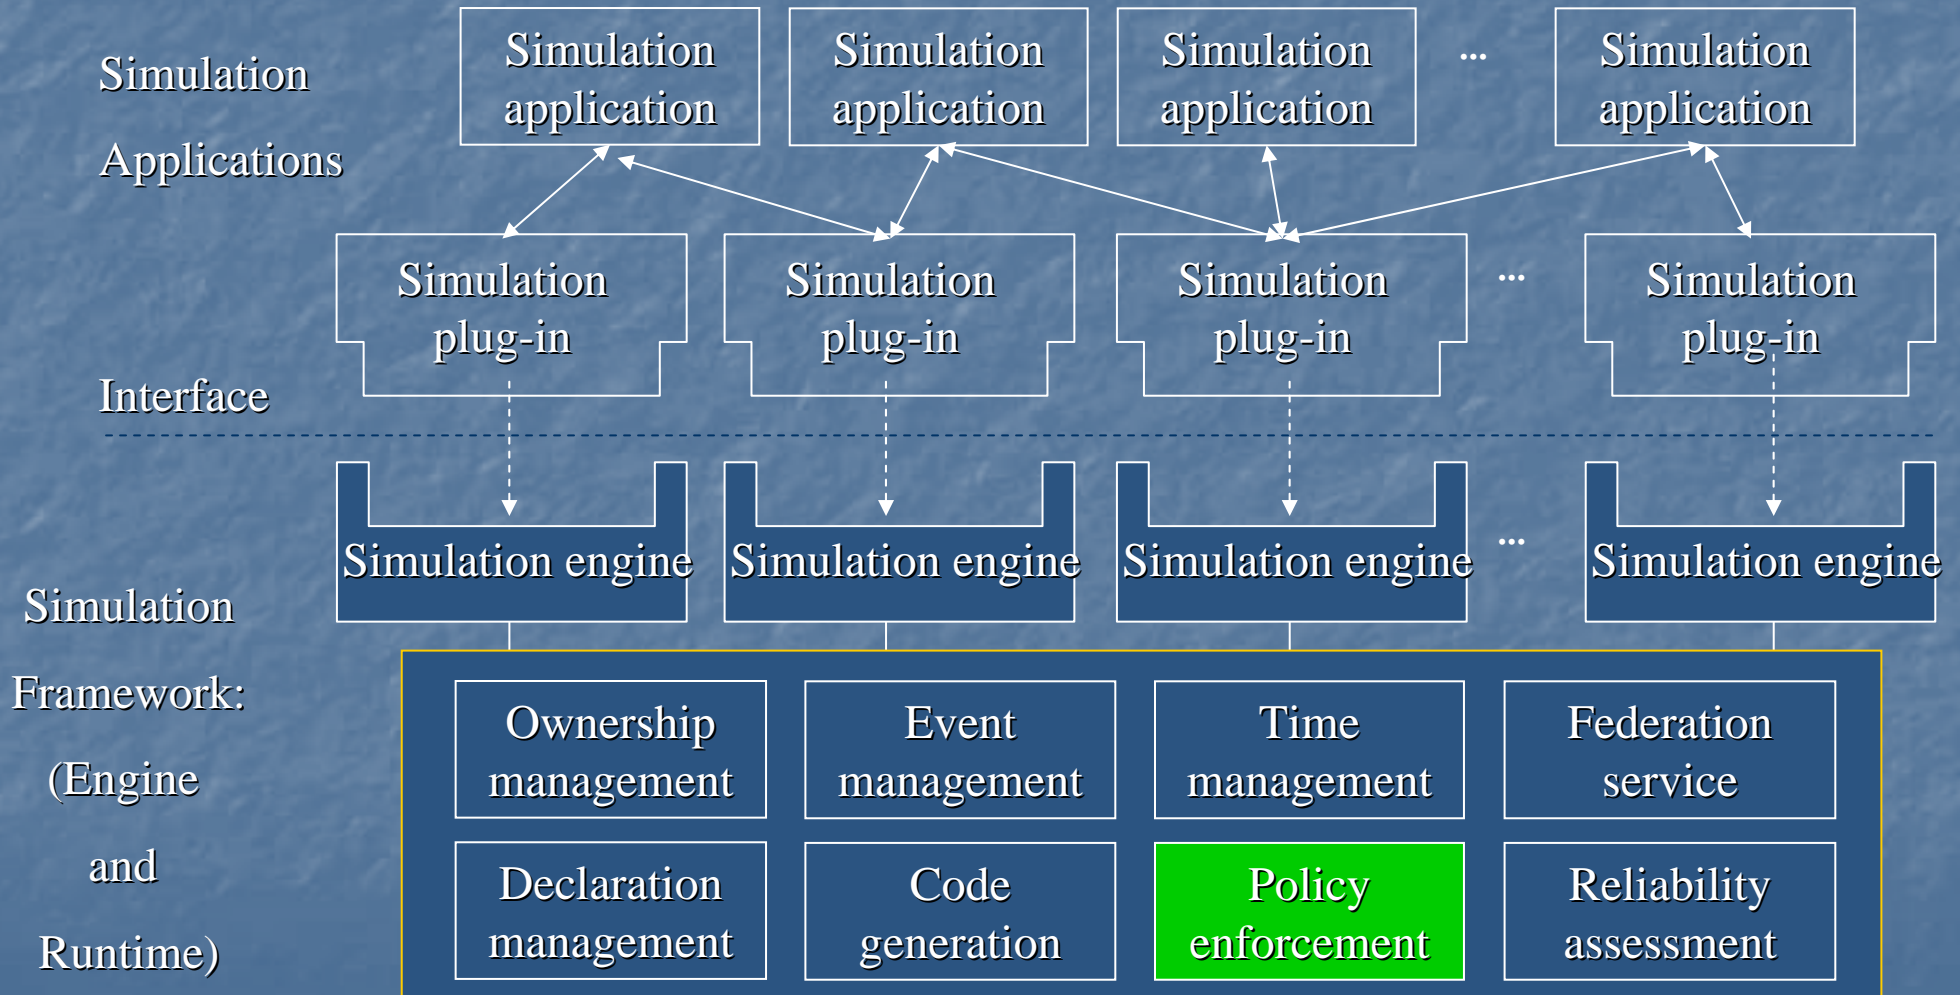 Simulation
Applications
Simulation
application
Simulation
application
Simulation
application
...
Simulation
application
Simulation
plug-in
Simulation
plug-in
Simulation
plug-in
...
Simulation
plug-in
Interface
Simulation engine
Simulation engine
Simulation engine
...
Simulation engine
Simulation
Framework:
(Engine
and
Runtime)
Ownership
management
Event
management
Time
management
Federation
service
Declaration
management
Code
generation
Policy
enforcement
Reliability
assessment